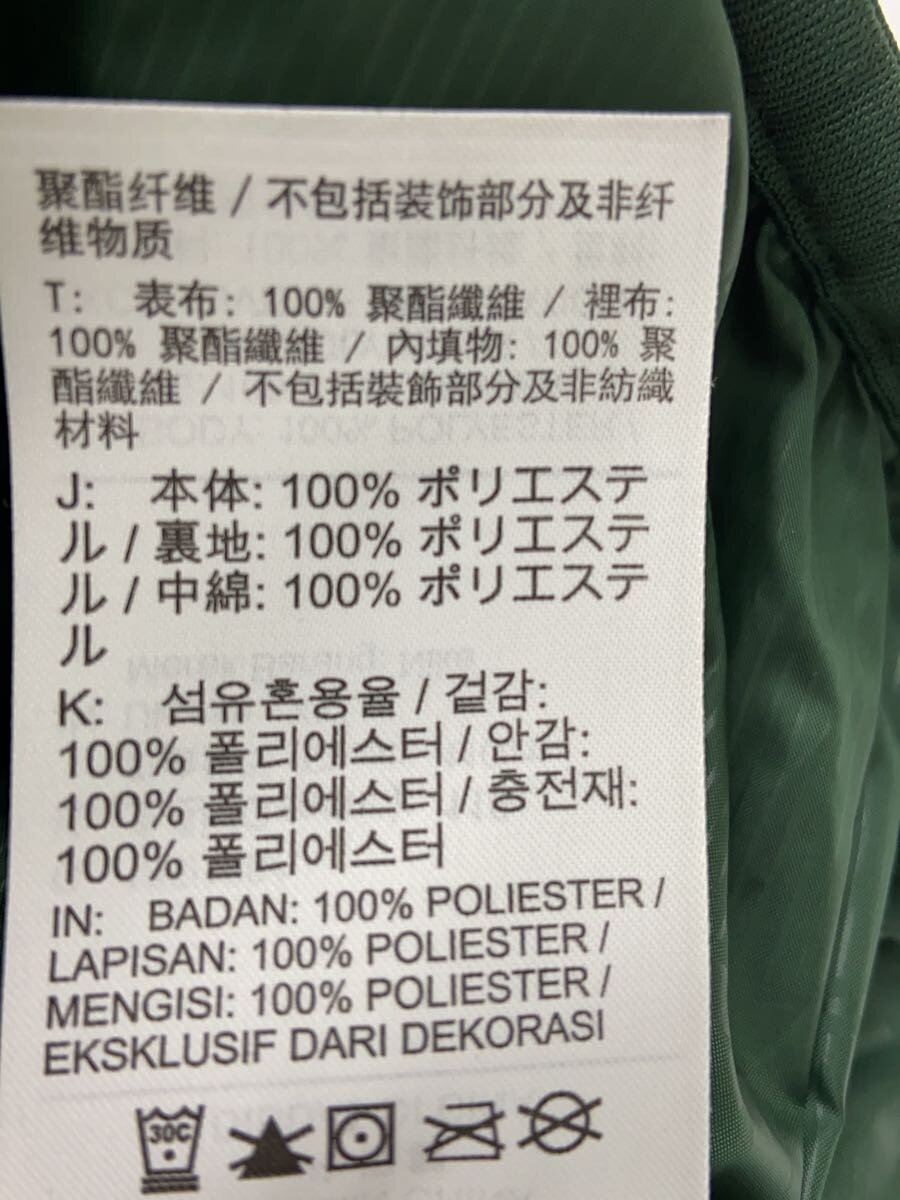 聚酯纤维 / 不包括装饰部分及非纤
维物质
T: 表布: 100% 聚酯纖維 / 裡布:
100% 聚酯纖維 / 內填物: 100% 聚
酯纖維 / 不包括裝飾部分及非紡織
材料
J: 本体: 100% ポリエステ
ル / 裏地: 100% ポリエステ
ル / 中綿: 100% ポリエステ
ル
K: 섬유혼용율 / 겉감:
100% 폴리에스터 / 안감:
100% 폴리에스터 / 충전재:
100% 폴리에스터
IN: BADAN: 100% POLIESTER /
LAPISAN: 100% POLIESTER /
MENGISI: 100% POLIESTER /
EKSKLUSIF DARI DEKORASI
30C